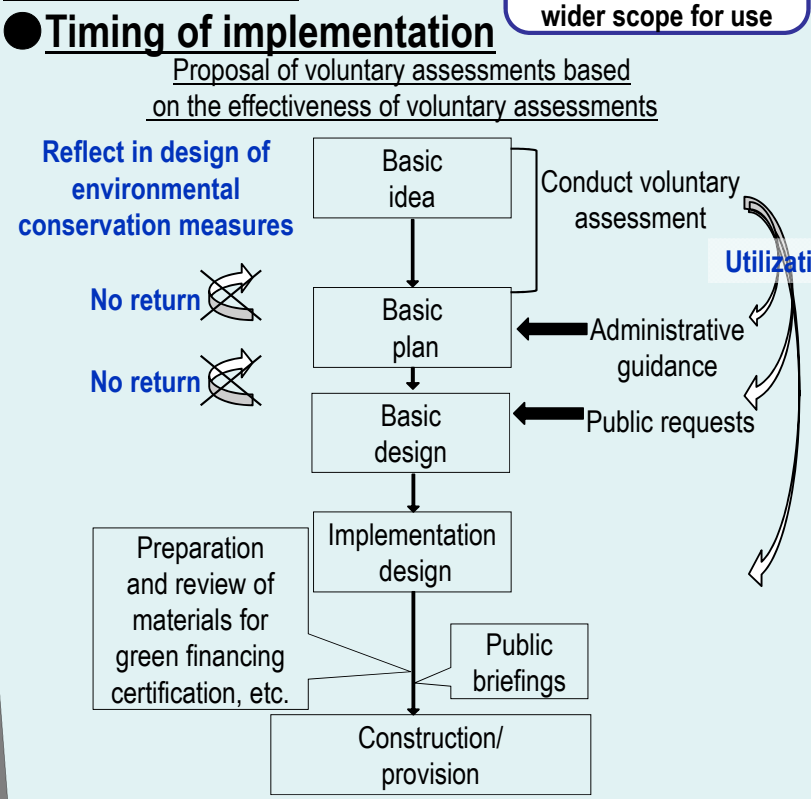 wider scope for use
●Timing of implementation
Proposal of voluntary assessments based
on the effectiveness of voluntary assessments
Reflect in design of
environmental
conservation measures
Basic
idea
Conduct voluntary
assessment
No return
Basic
plan
Administrative
guidance
No return
Basic
design
Public requests
Implementation
design
Preparation
and review of
materials for
green financing
certification, etc.
Public
briefings
Construction/
provision